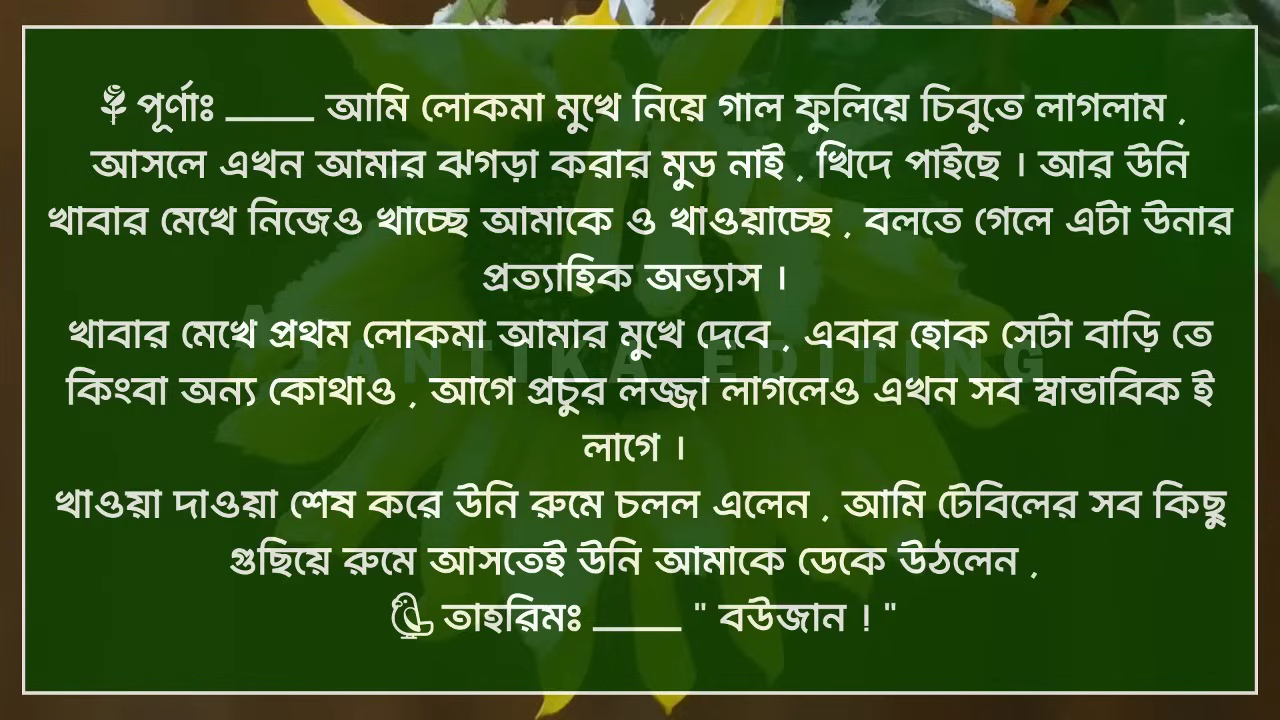 পূর্ণাঃ ____ আমি লোকমা মুখে নিয়ে গাল ফুলিয়ে চিবুতে লাগলাম ,
আসলে এখন আমার ঝগড়া করার মুড নাই , খিদে পাইছে । আর উনি
খাবার মেখে নিজেও খাচ্ছে আমাকে ও খাওয়াচ্ছে , বলতে গেলে এটা উনার
প্রত্যাহিক অভ্যাস ।
খাবার মেখে প্রথম লোকমা আমার মুখে দেবে , এবার হোক সেটা বাড়ি তে
কিংবা অন্য কোথাও , আগে প্রচুর লজ্জা লাগলেও এখন সব স্বাভাবিক ই
লাগে ।
খাওয়া দাওয়া শেষ করে উনি রুমে চলল এলেন , আমি টেবিলের সব কিছু
গুছিয়ে রুমে আসতেই উনি আমাকে ডেকে উঠলেন ,
তাহরিমঃ ____ " বউজান ! "